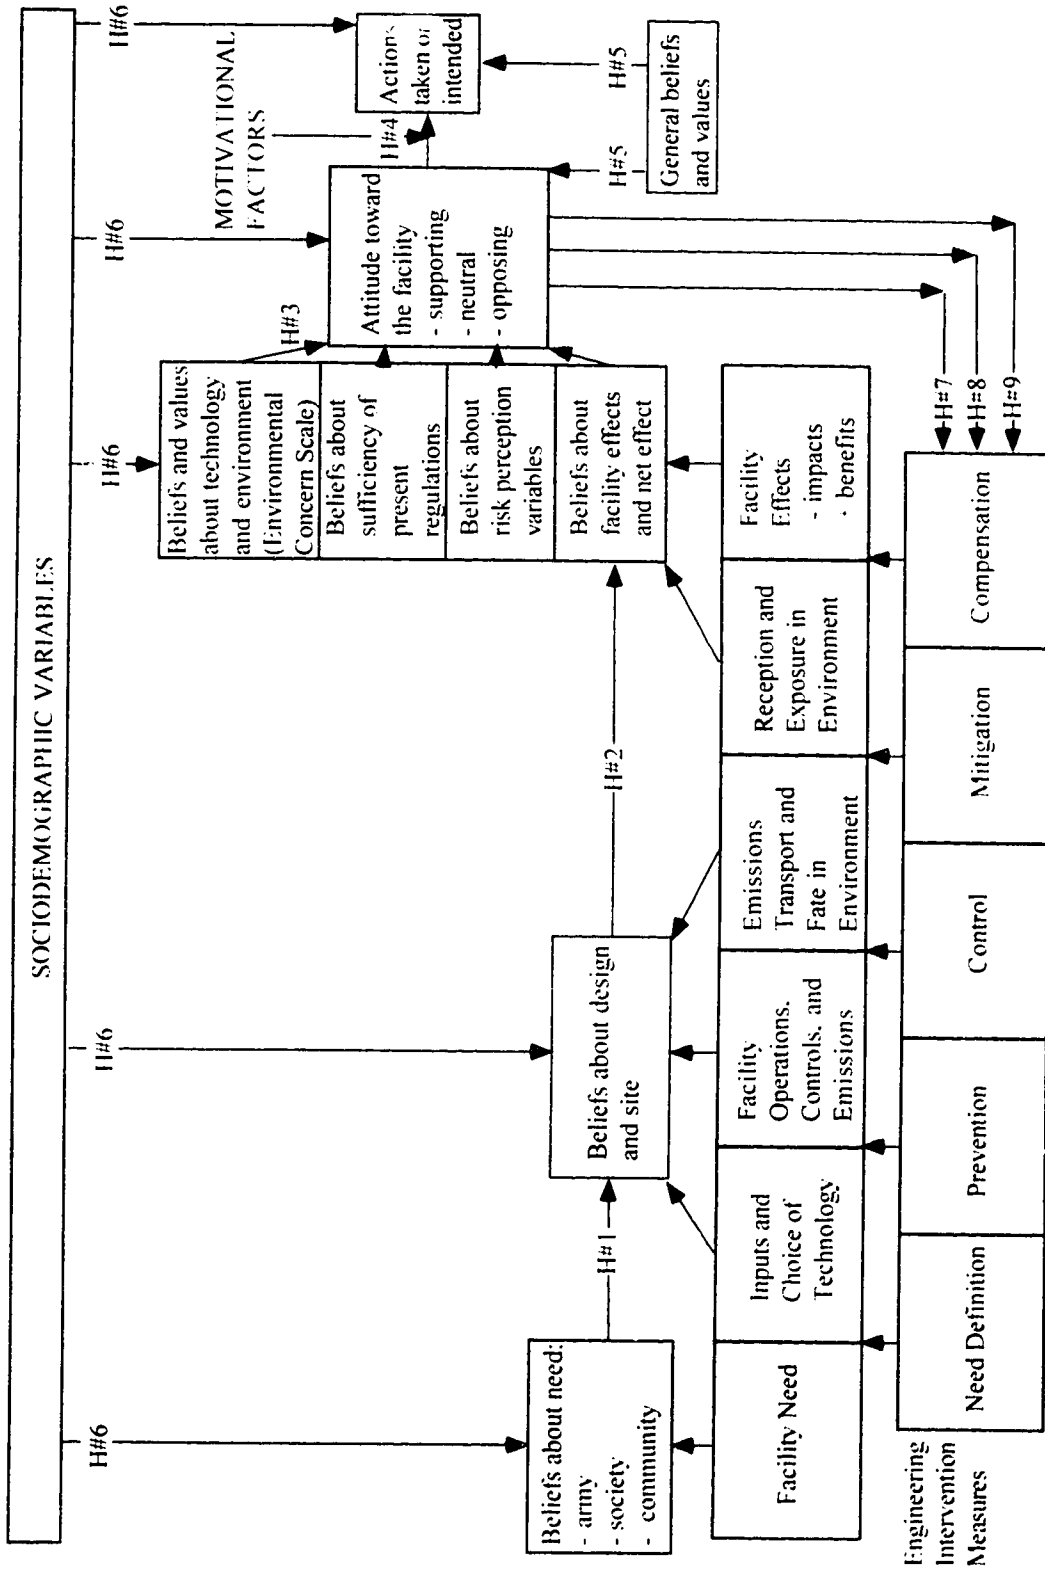 SOCIODEMOGRAPHIC VARIABLES
H#6
H#6
H#6
H#6
H#6
MOTIVATIONAL
FACTORS
Beliefs and values
about technology
and environment
(Environmental
Concern Scale)
Beliefs about
sufficiency of
present
regulations
Beliefs about
risk perception
variables
Beliefs about
facility effects
and net effect
H#3
Attitude toward
the facility
- supporting
- neutral
- opposing
H#4
Actions
taken or
intended
H#5
H#5
General beliefs
and values
Beliefs about need:
- army
- society
- community
H#1
Beliefs about design
and site
H#2
Facility Need
Inputs and
Choice of
Technology
Facility
Operations.
Controls. and
Emissions
Emissions
Transport and
Fate in
Environment
Reception and
Exposure in
Environment
Facility
Effects
- impacts
- benefits
H#7
H#8
H#9
Engineering
Intervention
Measures
Need Definition
Prevention
Control
Mitigation
Compensation